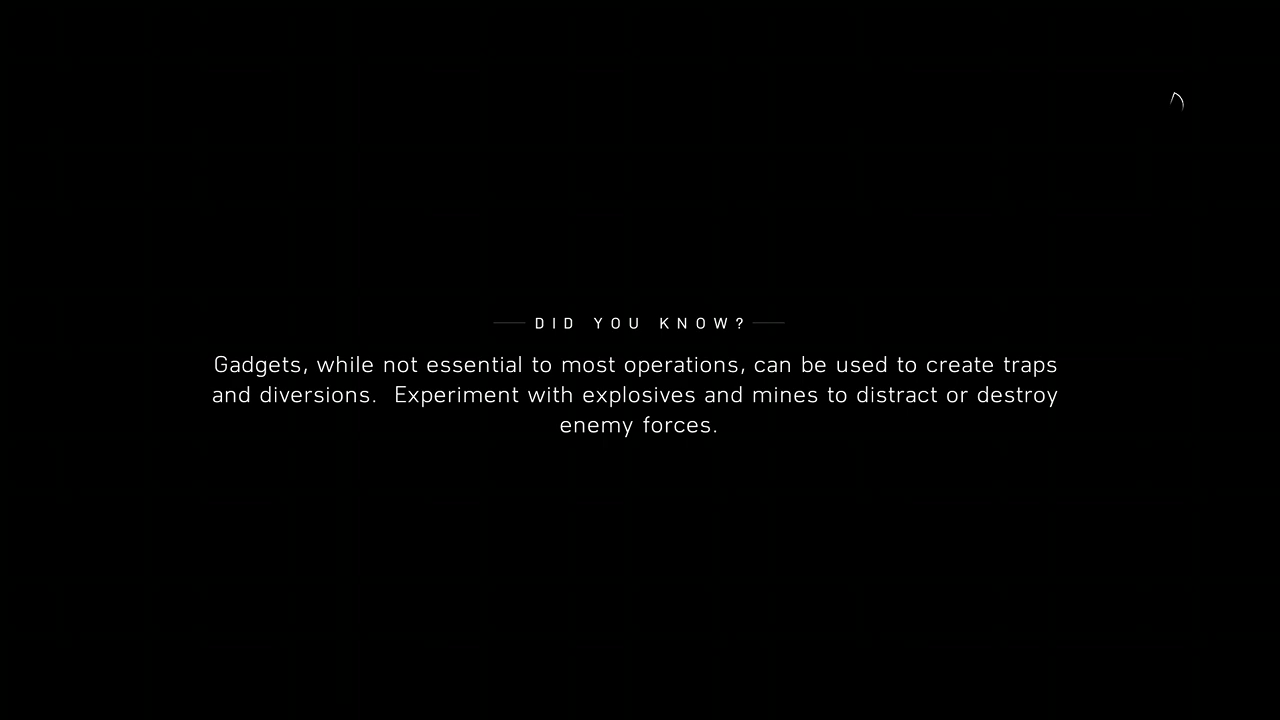 DID YOU KNOW?
Gadgets, while not essential to most operations, can be used to create traps
and diversions.  Experiment with explosives and mines to distract or destroy
enemy forces.